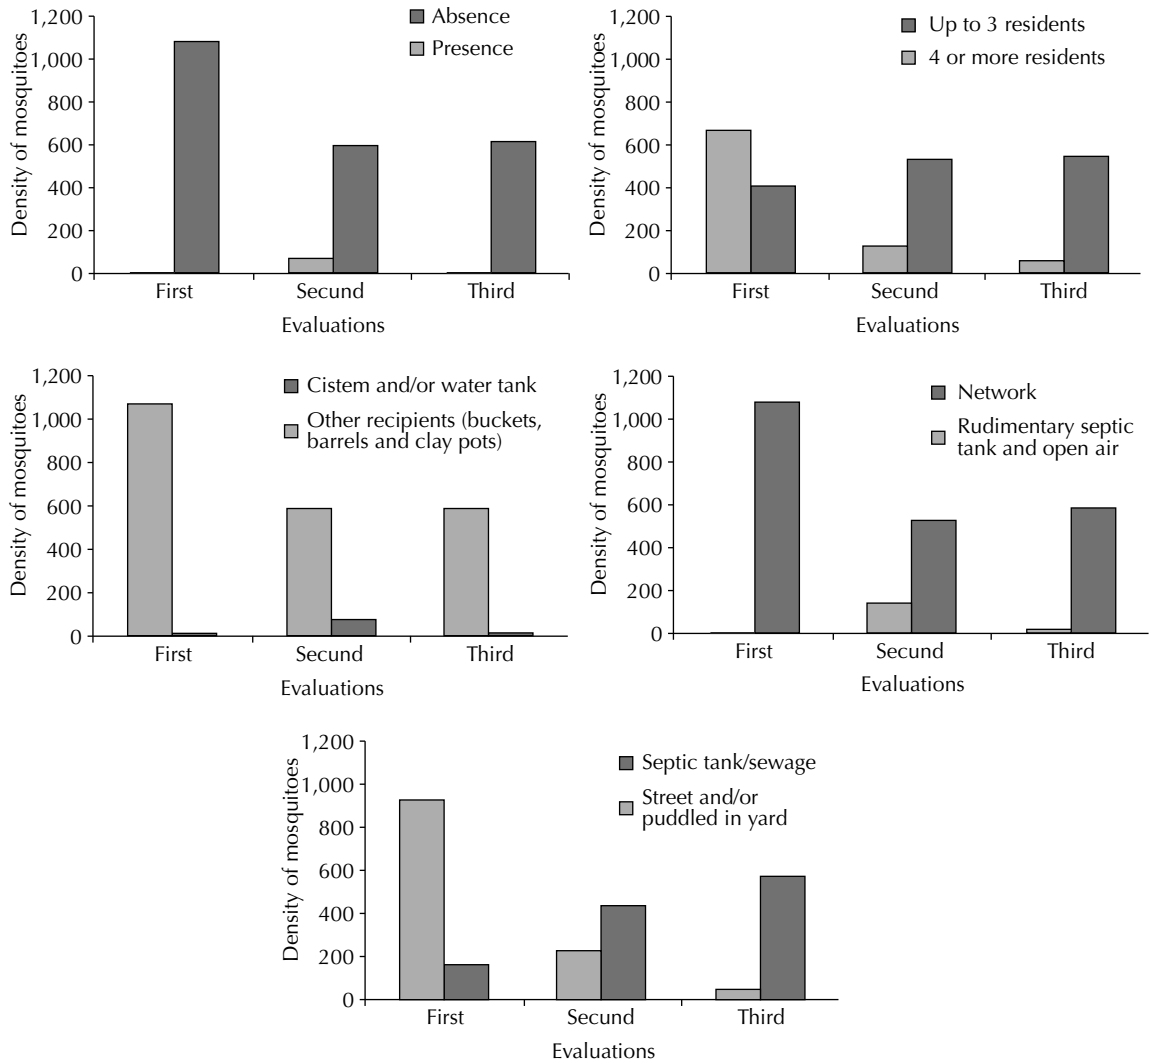 1,200
1,000
800
600
400
200
0
Density of mosquitoes
Absence
Presence
First
Secund
Third
Evaluations
1,200
1,000
800
600
400
200
0
Density of mosquitoes
Up to 3 residents
4 or more residents
First
Second
Third
Evaluations
1,200
1,000
800
600
400
200
0
Density of mosquitoes
Cistem and/or water tank
Other recipients (buckets,
barrels and clay pots)
First
Second
Third
Evaluations
1,200
1,000
800
600
400
200
0
Density of mosquitoes
Network
Rudimentary septic
tank and open air
First
Second
Third
Evaluations
1,200
1,000
800
600
400
200
0
Density of mosquitoes
Septic tank/sewage
Street and/or
puddled in yard
First
Second
Third
Evaluations